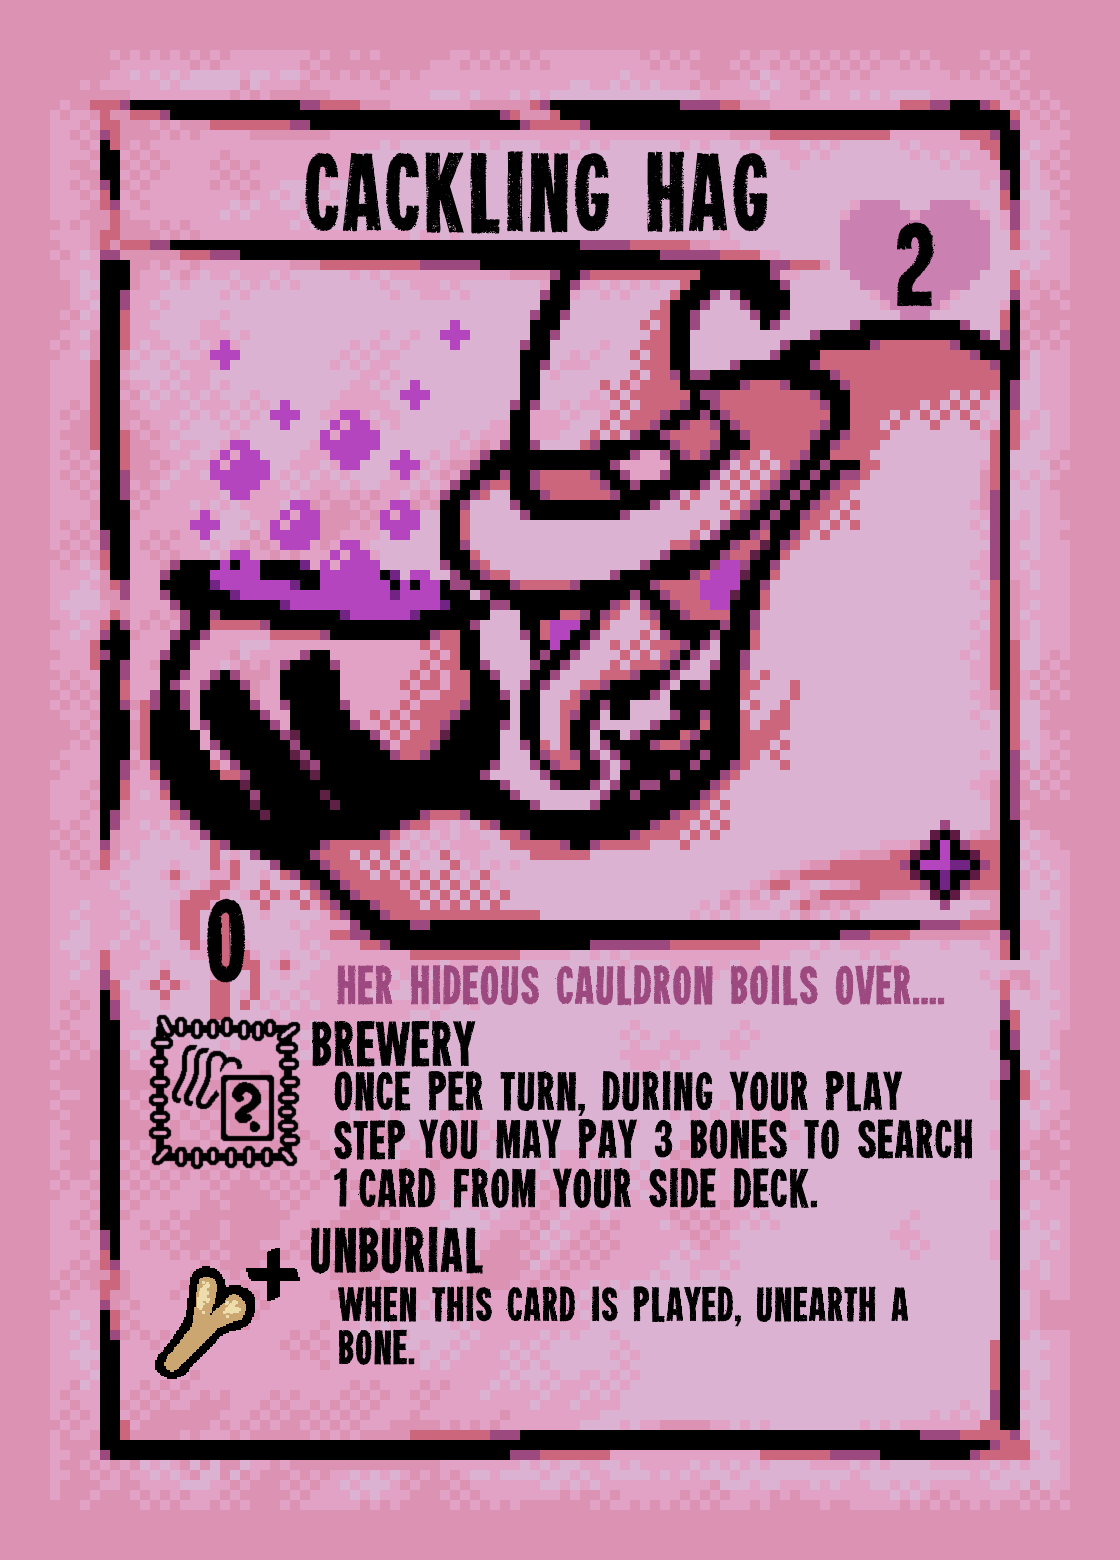 CACKLING HAG
2
0
HER HIDEOUS CAULDRON BOILS OVER....
BREWERY
ONCE PER TURN, DURING YOUR PLAY
STEP YOU MAY PAY 3 BONES TO SEARCH
1 CARD FROM YOUR SIDE DECK.
?
UNBURIAL
+
WHEN THIS CARD IS PLAYED, UNEARTH A
BONE.